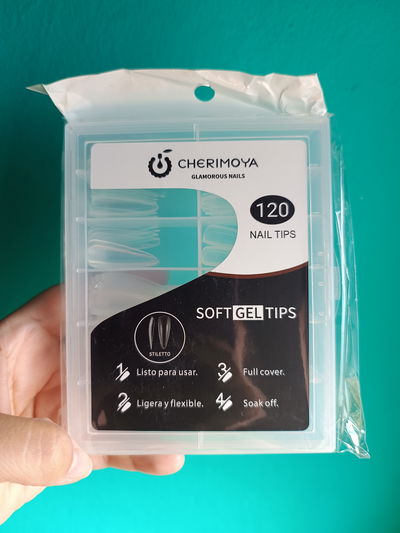 CHERIMOYA
GLAMOROUS NAILS
120
NAIL TIPS
SOFT GEL TIPS
STILETTO
1 Listo para usar.
3 Full cover.
2 Ligera y flexible.
4 Soak off.